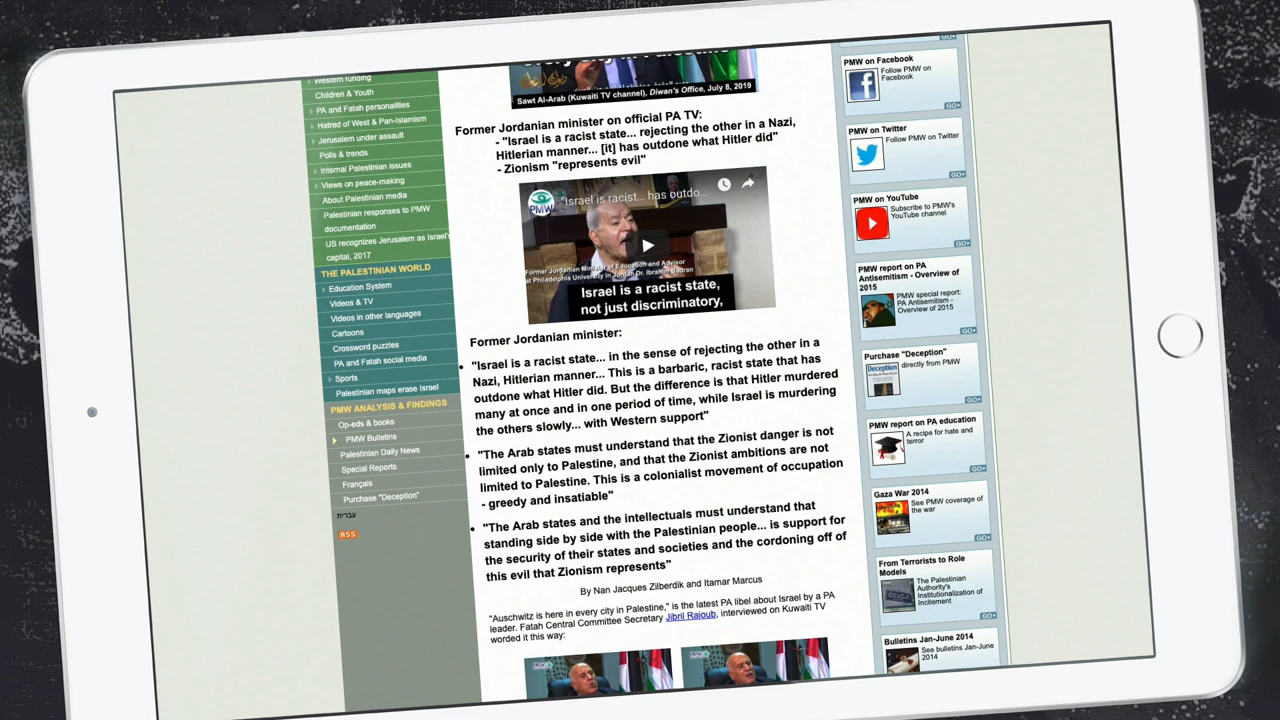 Western funding
Children & Youth
PA and Fatah personalities
Hatred of West & Pan-Islamism
Jerusalem under assault
Polls & trends
Internal Palestinian issues
Views on peace-making
About Palestinian media
Palestinian responses to PMW
documentation
US recognizes Jerusalem as Israel's
capital, 2017
THE PALESTINIAN WORLD
Education System
Videos & TV
Videos in other languages
Cartoons
Crossword puzzles
PA and Fatah social media
Sports
Palestinian maps erase Israel
PMW ANALYSIS & FINDINGS
Op-eds & books
PMW Bulletins
Palestinian Daily News
Special Reports
Français
Purchase "Deception"
עברית
RSS
Sawt Al-Arab (Kuwaiti TV channel), Diwan's Office, July 8, 2019
Former Jordanian minister on official PA TV:
- "Israel is a racist state... rejecting the other in a Nazi,
Hitlerian manner... [it] has outdone what Hitler did"
- Zionism "represents evil"
PMW
Israel is racist... has outdo...
Former Jordanian Minister of Education and Advisor
at Philadelphia University in Jordan Dr. Ibrahim Badran
Israel is a racist state,
not just discriminatory,
Former Jordanian minister:
• "Israel is a racist state... in the sense of rejecting the other in a
Nazi, Hitlerian manner... This is a barbaric, racist state that has
outdone what Hitler did. But the difference is that Hitler murdered
many at once and in one period of time, while Israel is murdering
the others slowly... with Western support"
• "The Arab states must understand that the Zionist danger is not
limited only to Palestine, and that the Zionist ambitions are not
limited to Palestine. This is a colonialist movement of occupation
- greedy and insatiable"
• "The Arab states and the intellectuals must understand that
standing side by side with the Palestinian people... is support for
the security of their states and societies and the cordoning off of
this evil that Zionism represents"
By Nan Jacques Zilberdik and Itamar Marcus
"Auschwitz is here in every city in Palestine," is the latest PA libel about Israel by a PA
leader. Fatah Central Committee Secretary Jibril Rajoub, interviewed on Kuwaiti TV
worded it this way:
GO
PMW on Facebook
Follow PMW on
Facebook
GO
PMW on Twitter
Follow PMW on Twitter
GO
PMW on YouTube
Subscribe to PMW's
YouTube channel
GO
PMW report on PA
Antisemitism - Overview of
2015
PMW special report:
PA Antisemitism -
Overview of 2015
GO
Purchase "Deception"
Deception
directly from PMW
GO
PMW report on PA education
A recipe for hate and
terror
GO
Gaza War 2014
See PMW coverage of
the war
GO
From Terrorists to Role
Models
The Palestinian
Authority's
Institutionalization of
Incitement
GO
Bulletins Jan-June 2014
See bulletins Jan-June
2014